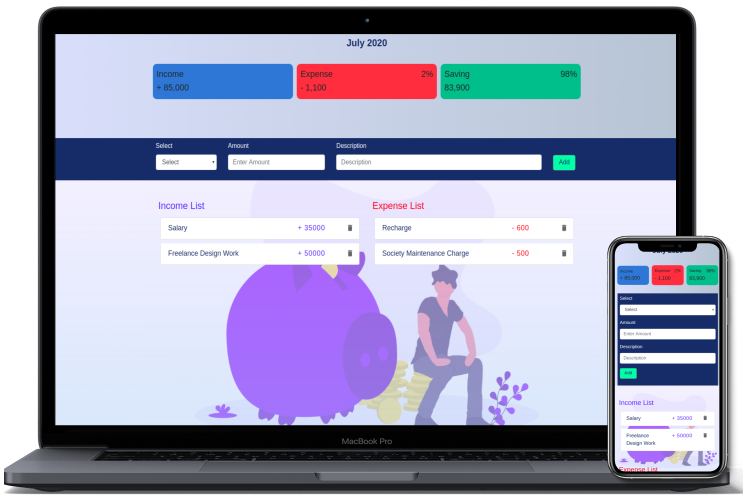 July 2020
Income
+ 85,000
Expense 2%
- 1,100
Saving 98%
83,900
Select Amount Description
Select Enter Amount Description Add
Income List
Salary + 35000
Freelance Design Work + 50000
Expense List
Recharge - 600
Society Maintenance Charge - 500
MacBook Pro
July 2020
Income
+ 85,000
Expense 2%
- 1,100
Saving 98%
83,900
Select
Select
Amount
Enter Amount
Description
Description
Add
Income List
Salary + 35000
Freelance + 50000
Design Work
Expense List